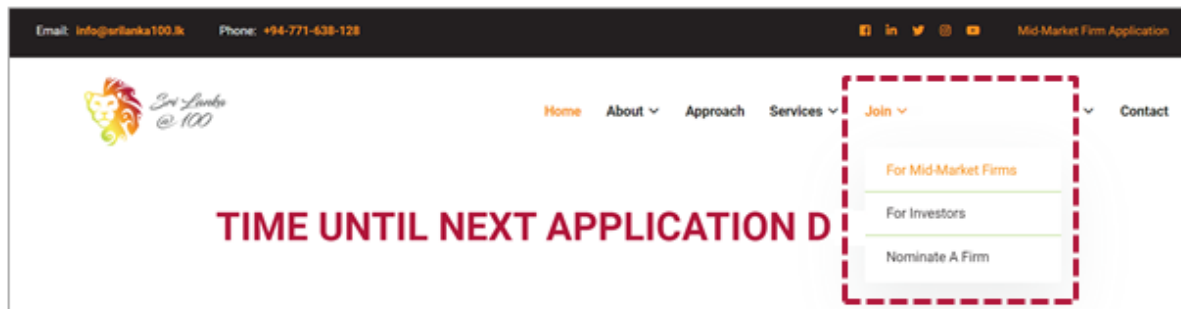 Email: info@srilanka100.lk Phone: +94-771-638-128 Mid-Market Firm Application
Sri Lanka
@ 100
Home About Approach Services Join Contact
For Mid-Market Firms
For Investors
Nominate A Firm
TIME UNTIL NEXT APPLICATION D